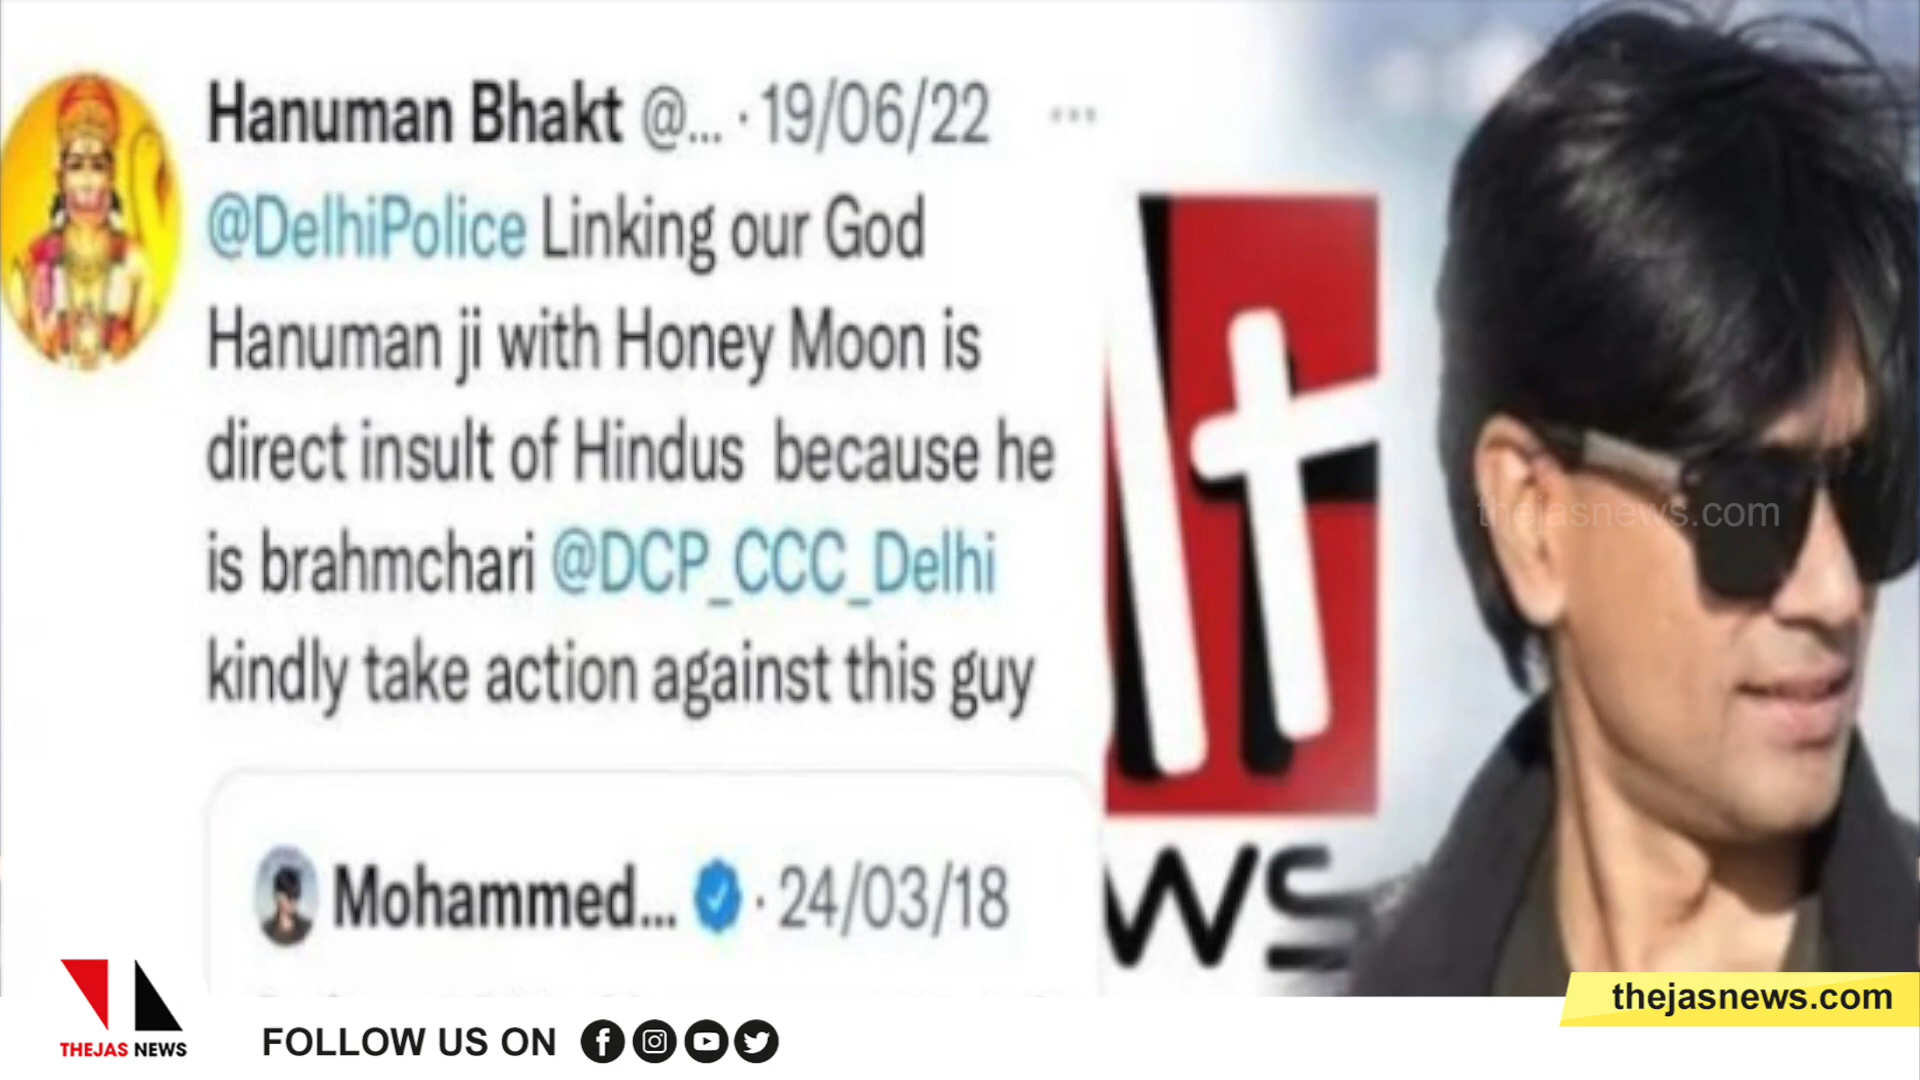 Hanuman Bhakt @... · 19/06/22 ...
@DelhiPolice Linking our God
Hanuman ji with Honey Moon is
direct insult of Hindus because he
is brahmchari @DCP_CCC_Delhi
kindly take action against this guy
Mohammed... · 24/03/18
lt
WS
thejasnews.com
thejasnews.com
THEJAS NEWS
FOLLOW US ON